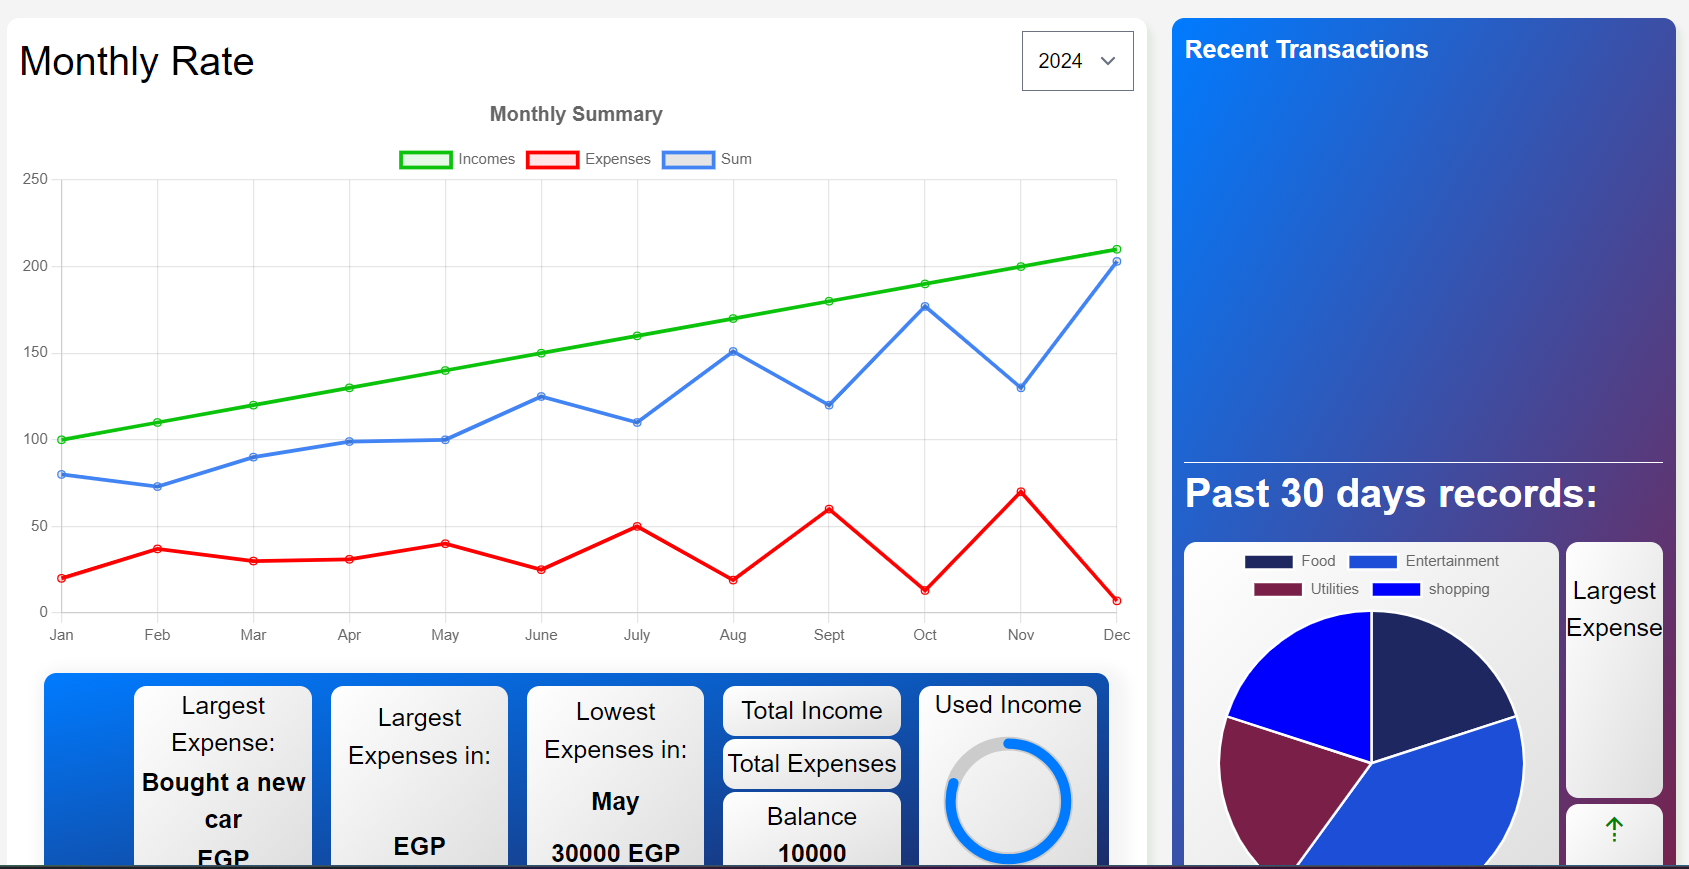 Monthly Rate
2024
Monthly Summary
Incomes Expenses Sum
250
200
150
100
50
0
Jan Feb Mar Apr May June July Aug Sept Oct Nov Dec
Largest
Expense:
Bought a new
car
EGP
Largest
Expenses in:
EGP
Lowest
Expenses in:
May
30000 EGP
Total Income
Total Expenses
Balance
10000
Used Income
Recent Transactions
Past 30 days records:
Food Entertainment
Utilities shopping
Largest
Expense